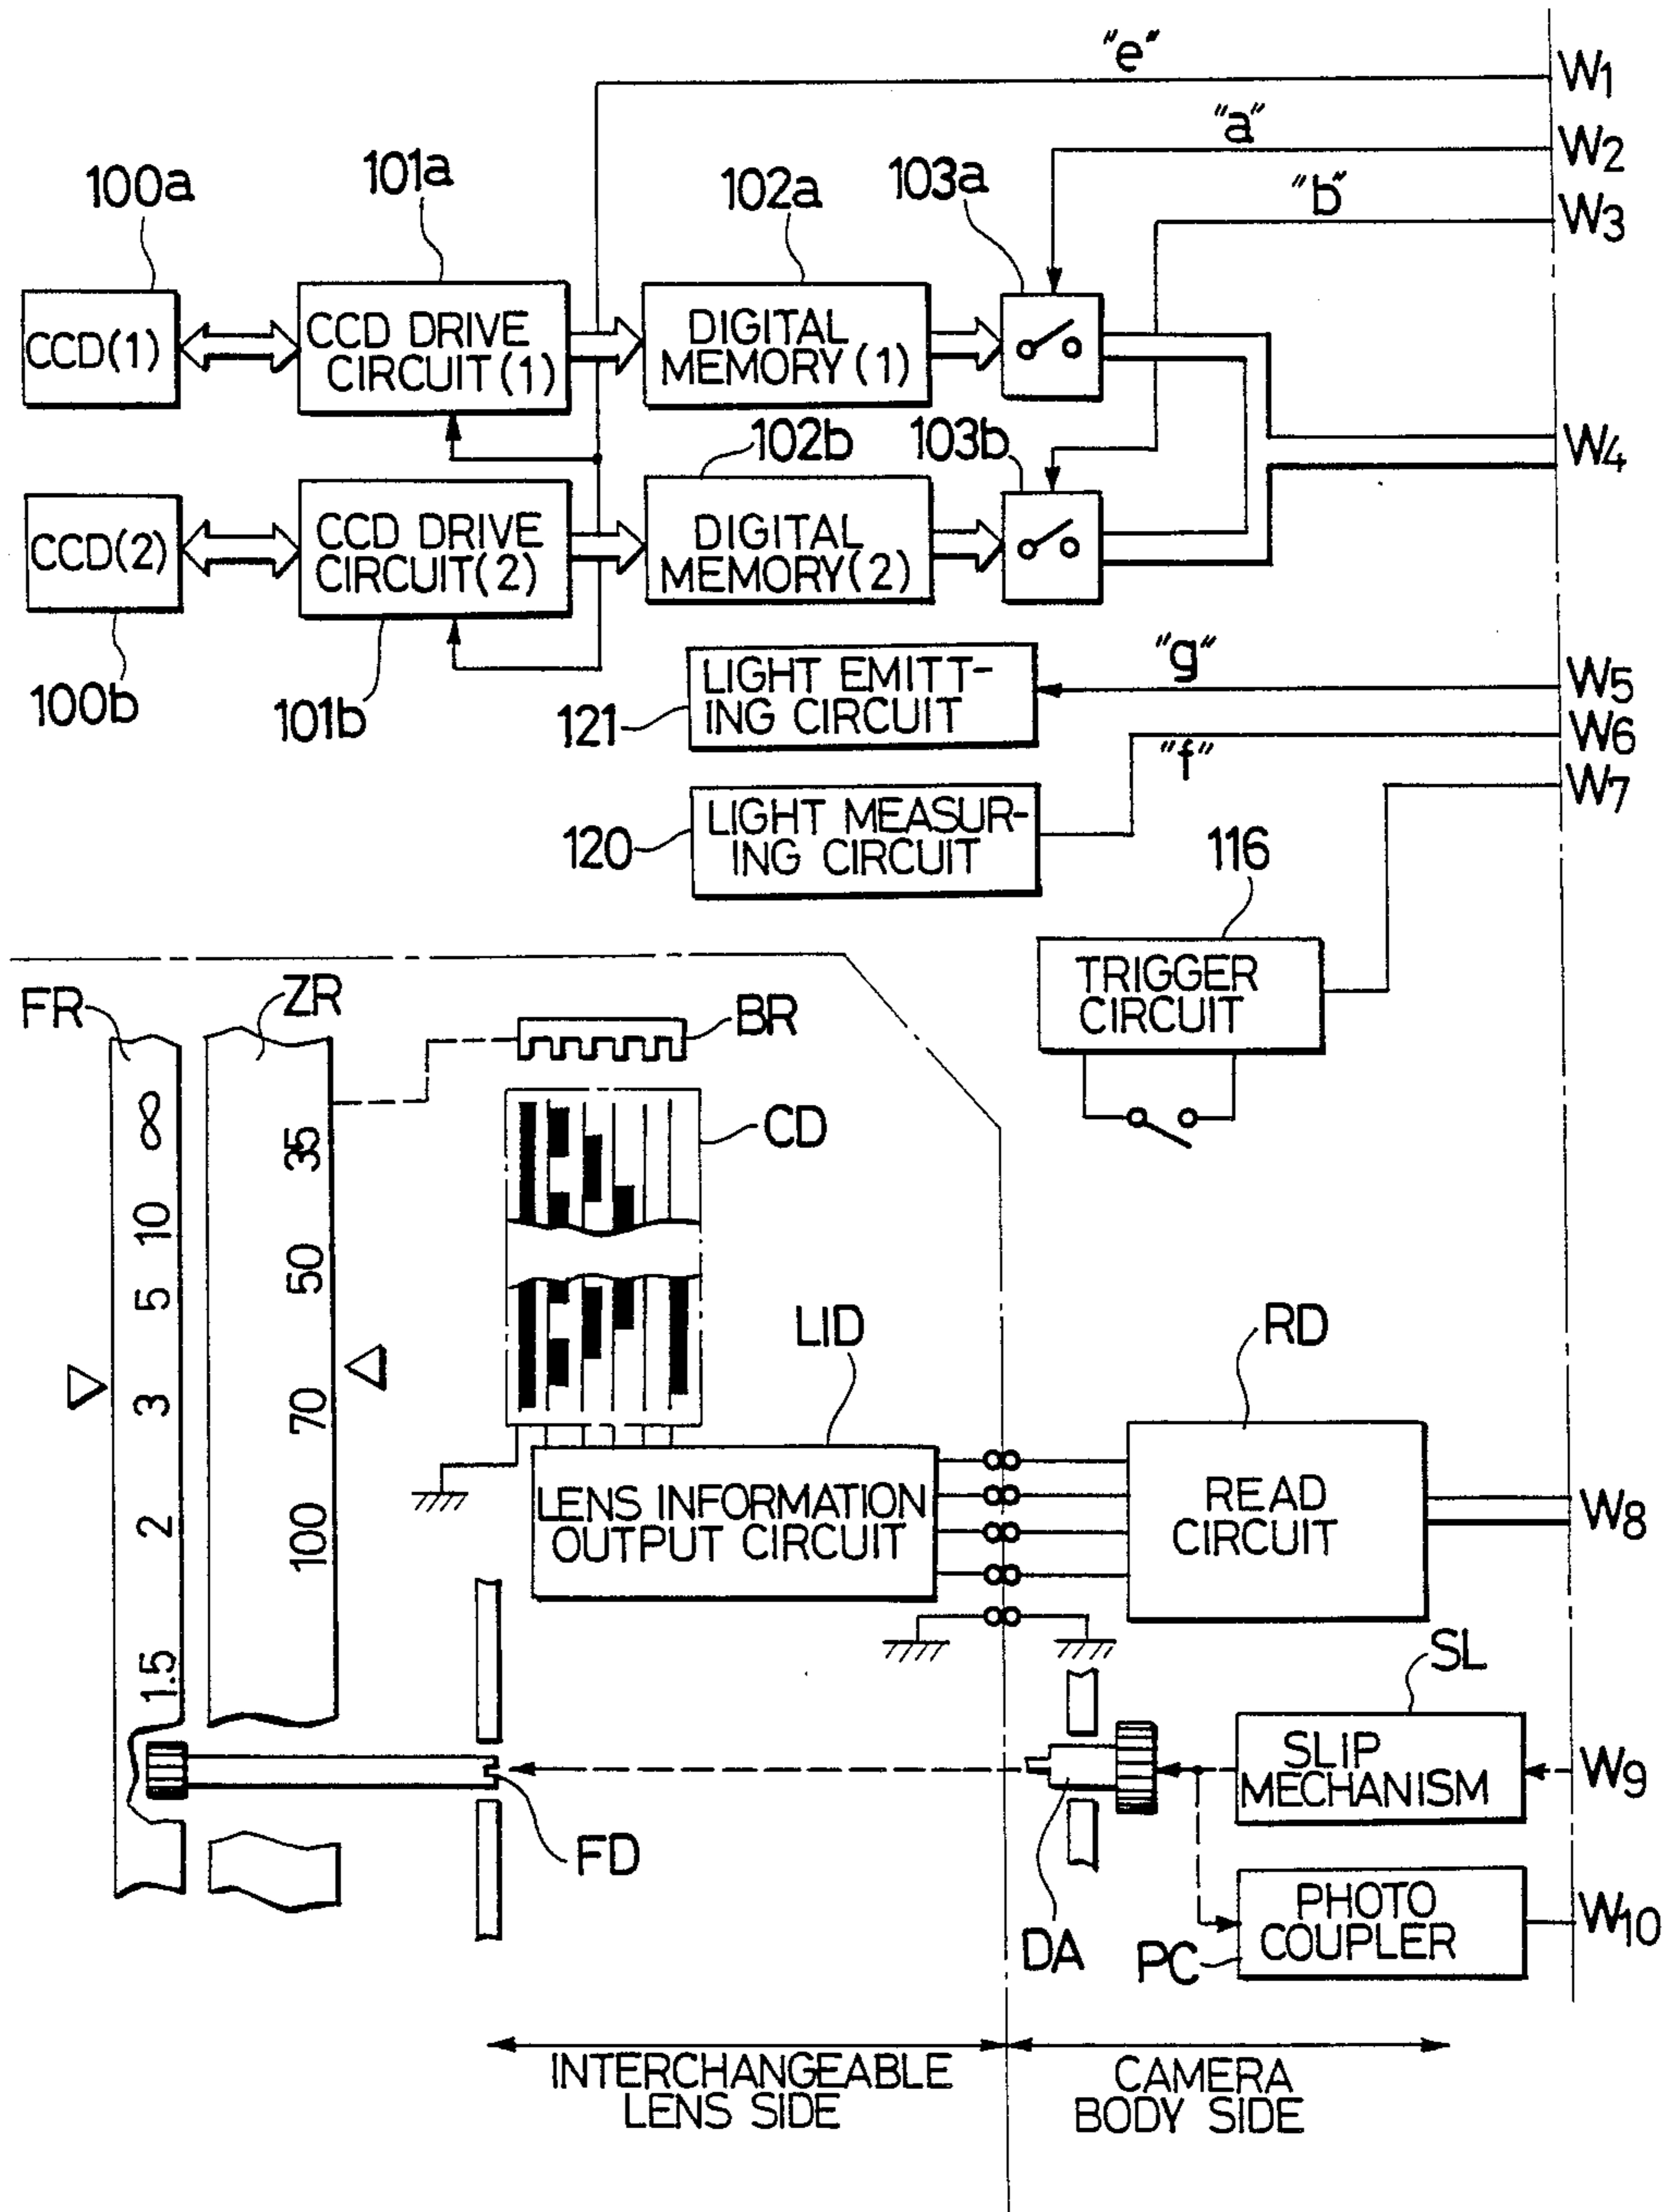 "e"
W1
"a"
W2
"b"
W3
100a
101a
102a
103a
CCD(1)
CCD DRIVE
CIRCUIT(1)
DIGITAL
MEMORY(1)
102b
103b
W4
CCD(2)
CCD DRIVE
CIRCUIT(2)
DIGITAL
MEMORY(2)
100b
101b
121
LIGHT EMITT-
ING CIRCUIT
"g"
W5
W6
"f"
W7
120
LIGHT MEASUR-
ING CIRCUIT
116
TRIGGER
CIRCUIT
FR
ZR
BR
CD
∞
10
5
3
2
1.5
35
50
70
100
LID
LENS INFORMATION
OUTPUT CIRCUIT
RD
READ
CIRCUIT
W8
SL
SLIP
MECHANISM
W9
FD
DA
PC
PHOTO
COUPLER
W10
INTERCHANGEABLE
LENS SIDE
CAMERA
BODY SIDE